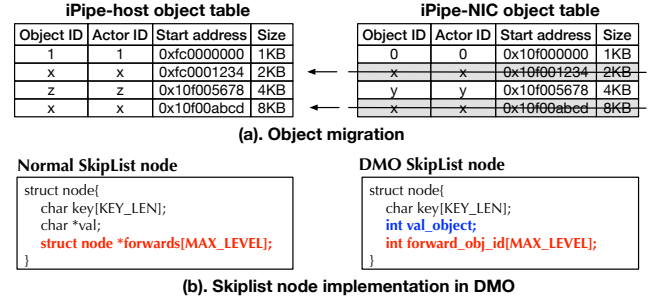 iPipe-host object table
Object ID Actor ID Start address Size
1 1 0xfc0000000 1KB
x x 0xfc0001234 2KB
z z 0x10f005678 4KB
x x 0x10f00abcd 8KB
iPipe-NIC object table
Object ID Actor ID Start address Size
0 0 0x10f000000 1KB
x x 0x10f001234 2KB
y y 0x10f005678 4KB
x x 0x10f00abcd 8KB
(a). Object migration
Normal SkipList node
struct node{
char key[KEY_LEN];
char *val;
struct node *forwards[MAX_LEVEL];
}
DMO SkipList node
struct node{
char key[KEY_LEN];
int val_object;
int forward_obj_id[MAX_LEVEL];
}
(b). Skiplist node implementation in DMO